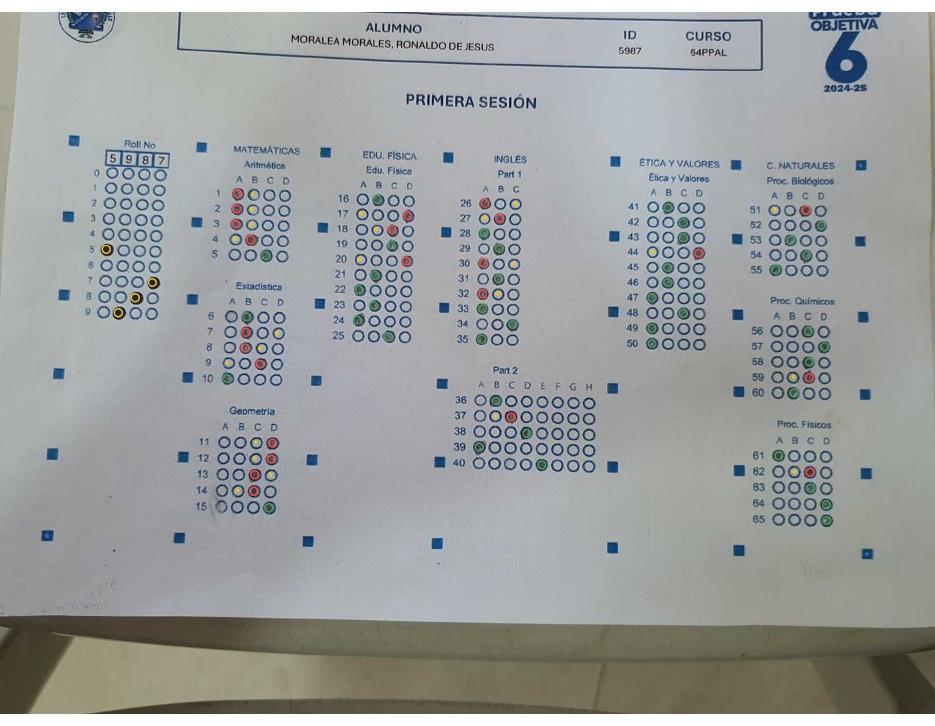 ALUMNO
MORALEA MORALES, RONALDO DE JESUS
ID
5987
CURSO
64PPAL
Prueba
OBJETIVA
6
2024-25
PRIMERA SESIÓN
Roll No
5 9 8 7
0
1
2
3
4
5
6
7
8
9
MATEMÁTICAS
Aritmética
A B C D
1
2
3
4
5
Estadística
A B C D
6
7
8
9
10
Geometría
A B C D
11
12
13
14
15
EDU. FÍSICA
Edu. Física
A B C D
16
17
18
19
20
21
22
23
24
25
INGLÉS
Part 1
A B C
26
27
28
29
30
31
32
33
34
35
Part 2
A B C D E F G H
36
37
38
39
40
ÉTICA Y VALORES
Ética y Valores
A B C D
41
42
43
44
45
46
47
48
49
50
C. NATURALES
Proc. Biológicos
A B C D
51
52
53
54
55
Proc. Químicos
A B C D
56
57
58
59
60
Proc. Físicos
A B C D
61
62
63
64
65